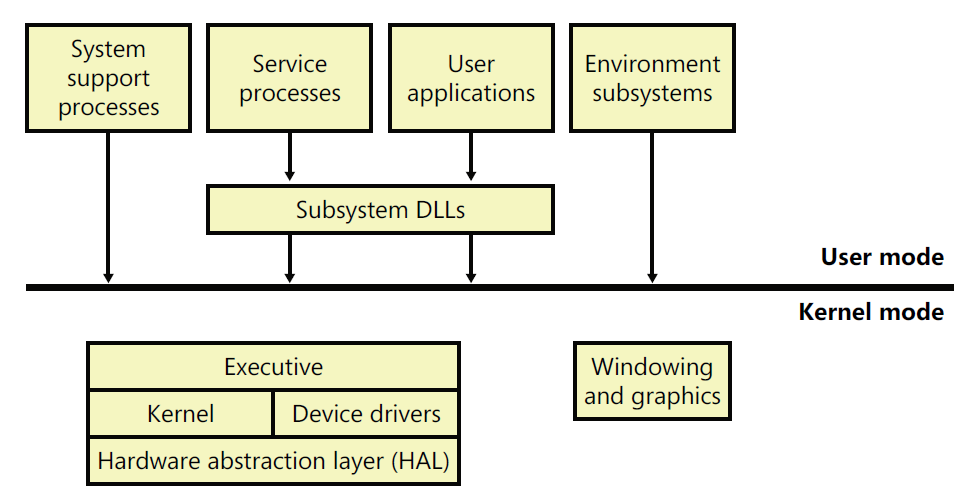 System
support
processes
Service
processes
User
applications
Environment
subsystems
Subsystem DLLs
User mode
Kernel mode
Executive
Kernel
Device drivers
Hardware abstraction layer (HAL)
Windowing
and graphics